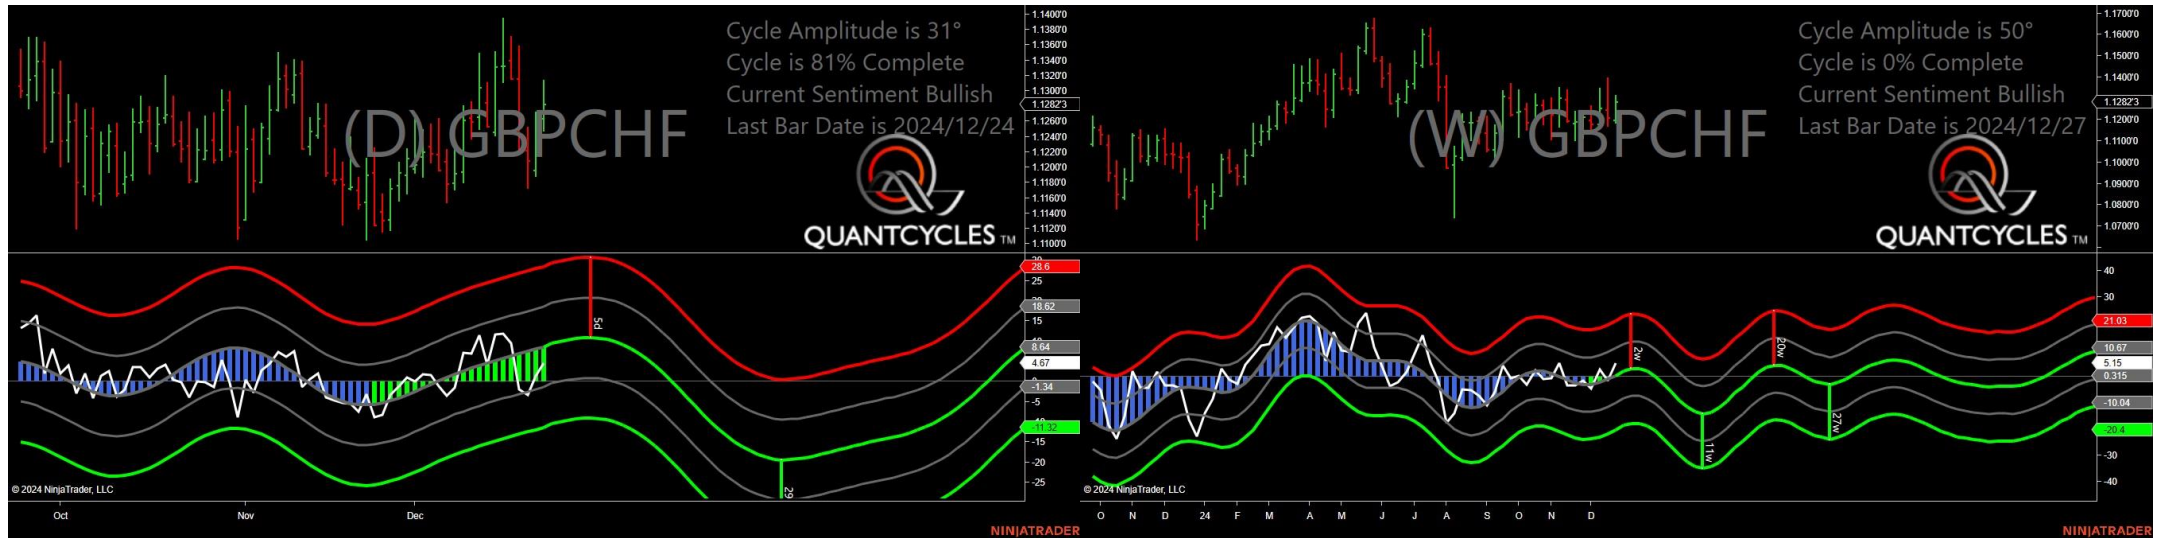 Cycle Amplitude is 31°
Cycle is 81% Complete
Current Sentiment Bullish
Last Bar Date is 2024/12/24
(D) GBPCHF
QUANTCYCLES TM
1.1400'0
1.1380'0
1.1360'0
1.1340'0
1.1320'0
1.1300'0
1.1282'3
1.1260'0
1.1240'0
1.1220'0
1.1200'0
1.1180'0
1.1160'0
1.1140'0
1.1120'0
1.1100'0
28.6
25
18.62
15
8.64
4.67
-1.34
-5
-11.32
-15
-20
-25
5d
29
© 2024 NinjaTrader, LLC
Oct Nov Dec
NINJATRADER
Cycle Amplitude is 50°
Cycle is 0% Complete
Current Sentiment Bullish
Last Bar Date is 2024/12/27
(W) GBPCHF
QUANTCYCLES TM
1.1700'0
1.1600'0
1.1500'0
1.1400'0
1.1282'3
1.1200'0
1.1100'0
1.1000'0
1.0900'0
1.0800'0
1.0700'0
40
30
21.03
10.67
5.15
0.315
-10.04
-20.4
-30
-40
2w
20w
11w
27w
© 2024 NinjaTrader, LLC
O N D 24 F M A M J J A S O N D
NINJATRADER